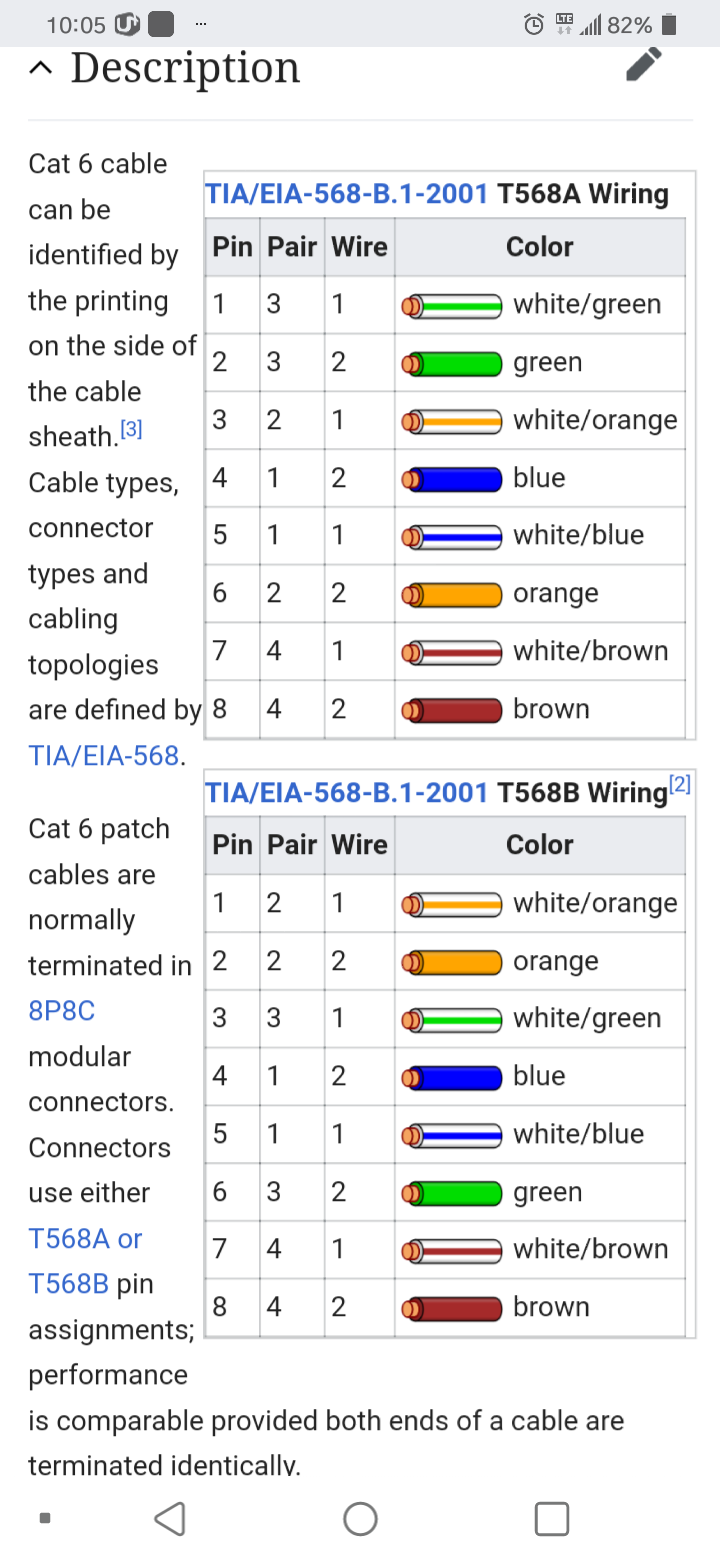 10:05 ... LTE 82%
Description
Cat 6 cable
can be
identified by
the printing
on the side of
the cable
sheath.[3]
Cable types,
connector
types and
cabling
topologies
are defined by
TIA/EIA-568.
TIA/EIA-568-B.1-2001 T568A Wiring
Pin Pair Wire Color
1 3 1 white/green
2 3 2 green
3 2 1 white/orange
4 1 2 blue
5 1 1 white/blue
6 2 2 orange
7 4 1 white/brown
8 4 2 brown
TIA/EIA-568-B.1-2001 T568B Wiring[2]
Pin Pair Wire Color
1 2 1 white/orange
2 2 2 orange
3 3 1 white/green
4 1 2 blue
5 1 1 white/blue
6 3 2 green
7 4 1 white/brown
8 4 2 brown
Cat 6 patch
cables are
normally
terminated in
8P8C
modular
connectors.
Connectors
use either
T568A or
T568B pin
assignments;
performance
is comparable provided both ends of a cable are
terminated identically.